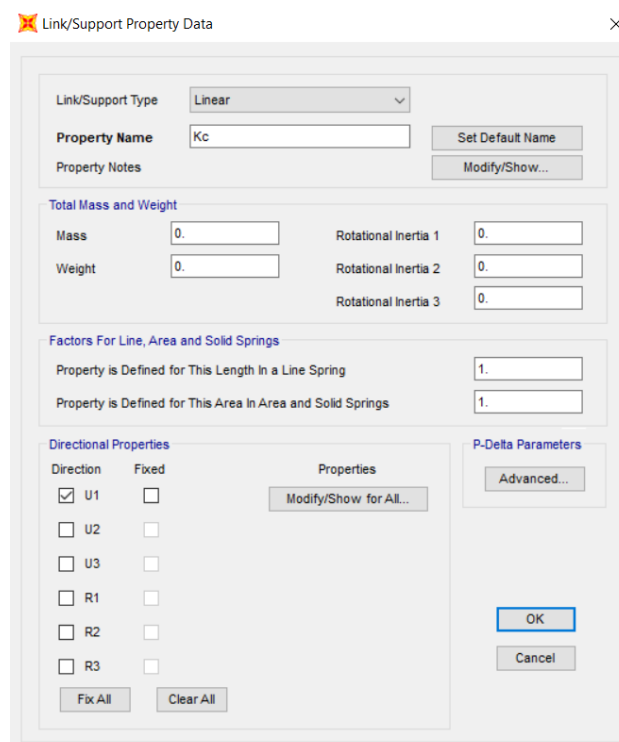 Link/Support Property Data
Link/Support Type Linear
Property Name Kc Set Default Name
Property Notes Modify/Show...
Total Mass and Weight
Mass 0. Rotational Inertia 1 0.
Weight 0. Rotational Inertia 2 0.
Rotational Inertia 3 0.
Factors For Line, Area and Solid Springs
Property is Defined for This Length In a Line Spring 1.
Property is Defined for This Area In Area and Solid Springs 1.
Directional Properties P-Delta Parameters
Direction Fixed Properties Advanced...
U1 Modify/Show for All...
U2
U3
R1
R2 OK
R3 Cancel
Fix All Clear All